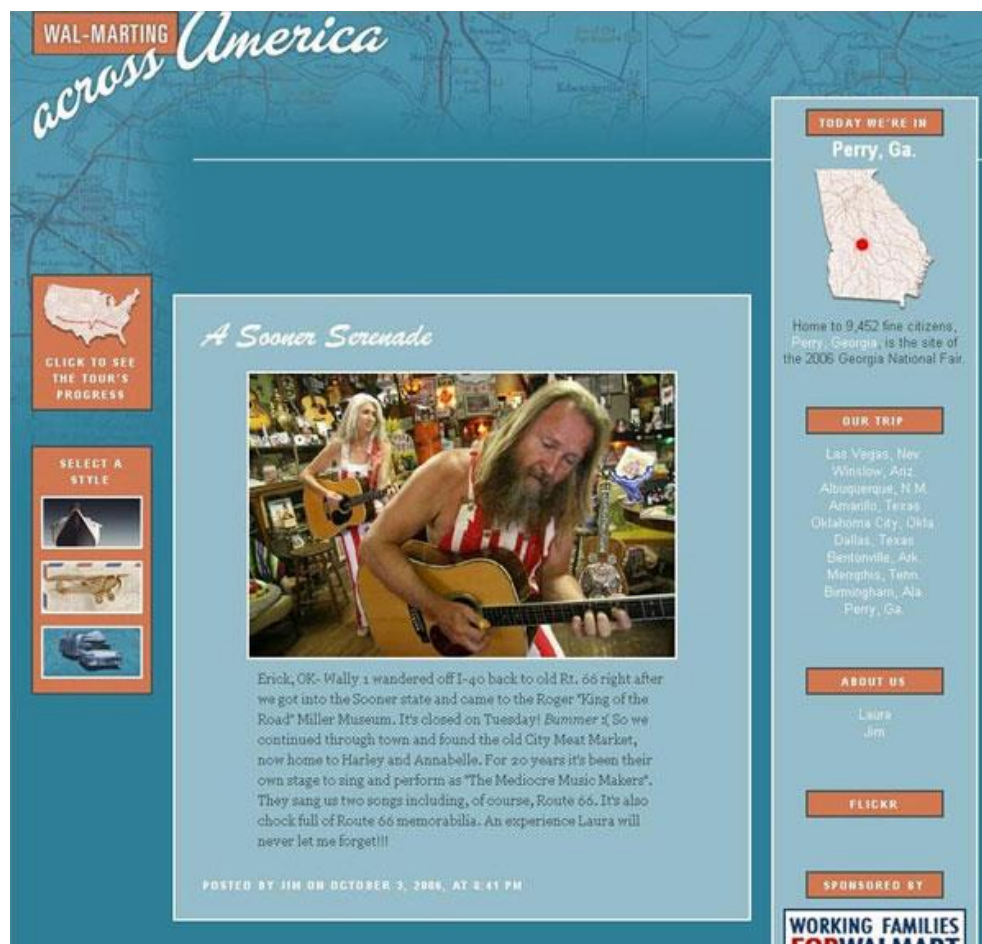 WAL-MARTING
across America
CLICK TO SEE
THE TOUR'S
PROGRESS
SELECT A
STYLE
A Sooner Serenade
Erick, OK- Wally 1 wandered off I-40 back to old Rt. 66 right after
we got into the Sooner state and came to the Roger "King of the
Road" Miller Museum. It's closed on Tuesday! Bummer :( So we
continued through town and found the old City Meat Market,
now home to Harley and Annabelle. For 20 years it's been their
own stage to sing and perform as "The Mediocre Music Makers".
They sang us two songs including, of course, Route 66. It's also
chock full of Route 66 memorabilia. An experience Laura will
never let me forget!!!
POSTED BY JIM ON OCTOBER 3, 2006, AT 8:41 PM
TODAY WE'RE IN
Perry, Ga.
Home to 9,452 fine citizens,
Perry, Georgia, is the site of
the 2006 Georgia National Fair.
OUR TRIP
Las Vegas, Nev.
Winslow, Ariz.
Albuquerque, N.M.
Amarillo, Texas
Oklahoma City, Okla.
Dallas, Texas
Bentonville, Ark.
Memphis, Tenn.
Birmingham, Ala.
Perry, Ga.
ABOUT US
Laura
Jim
FLICKR
SPONSORED BY
WORKING FAMILIES
FOR WALMART